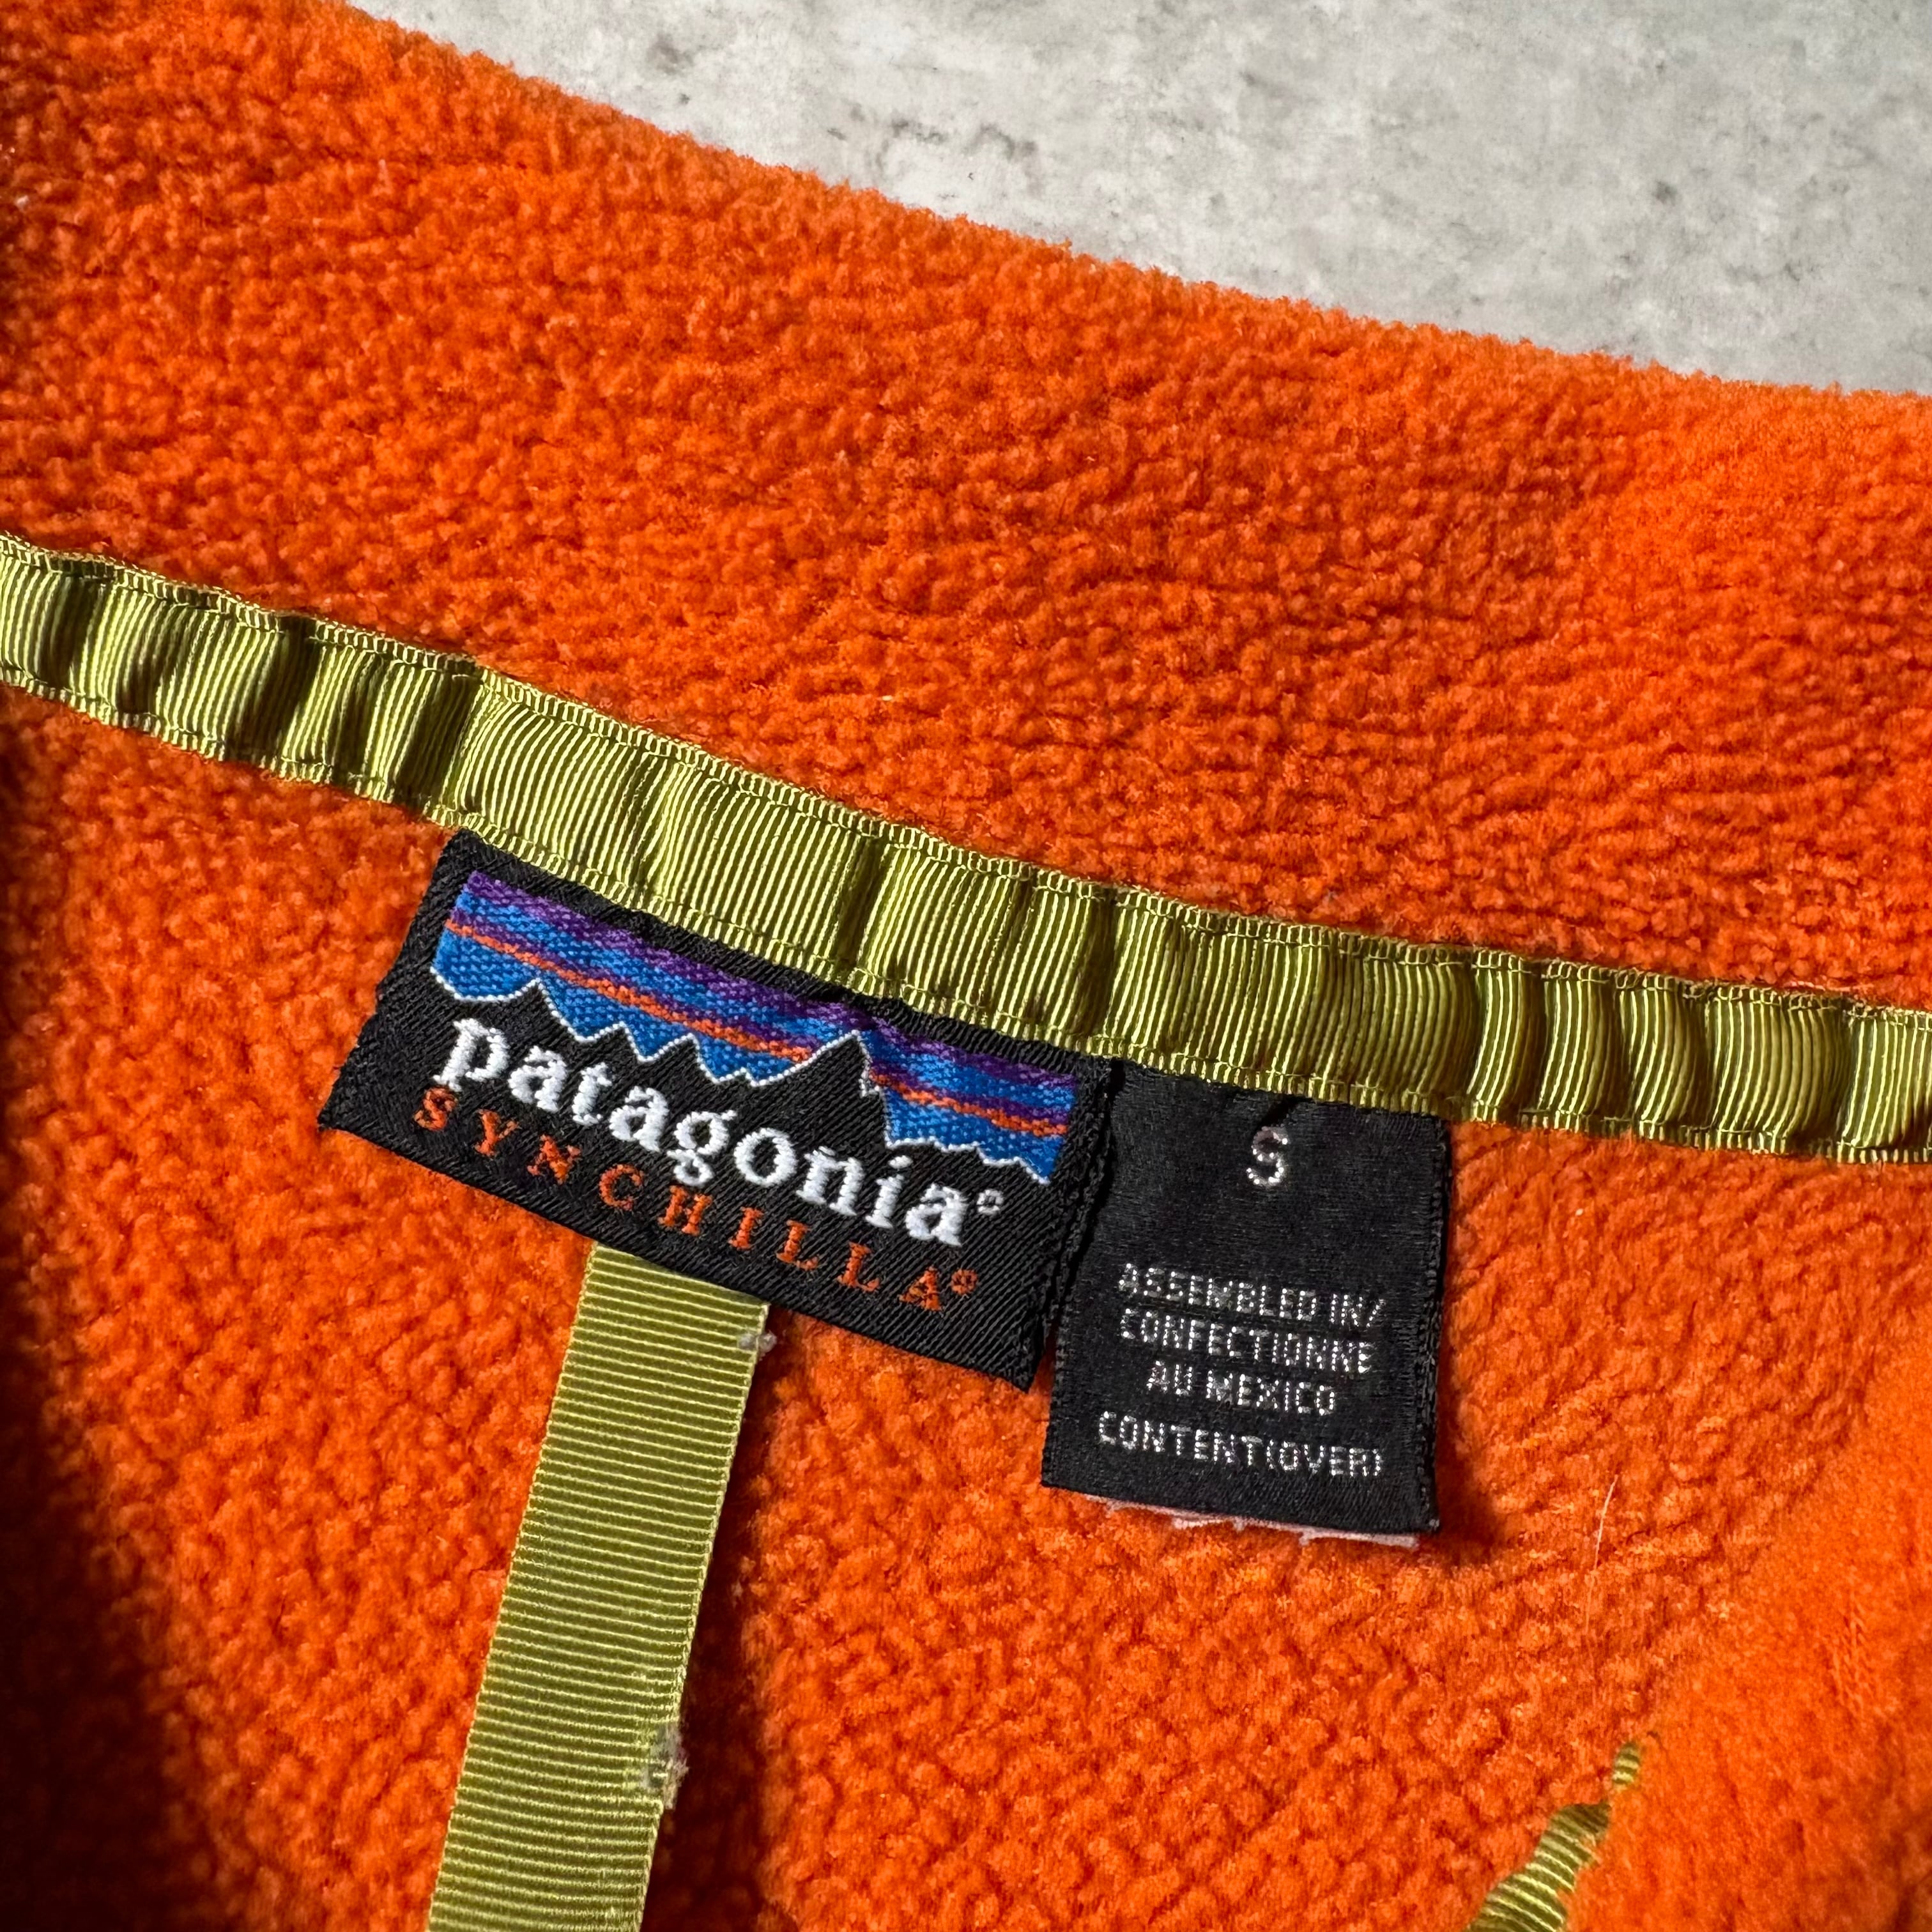 patagonia®
SYNCHILLA®
S
ASSEMBLED IN/
CONFECTIONNE
AU MEXICO
CONTENT(OVER)